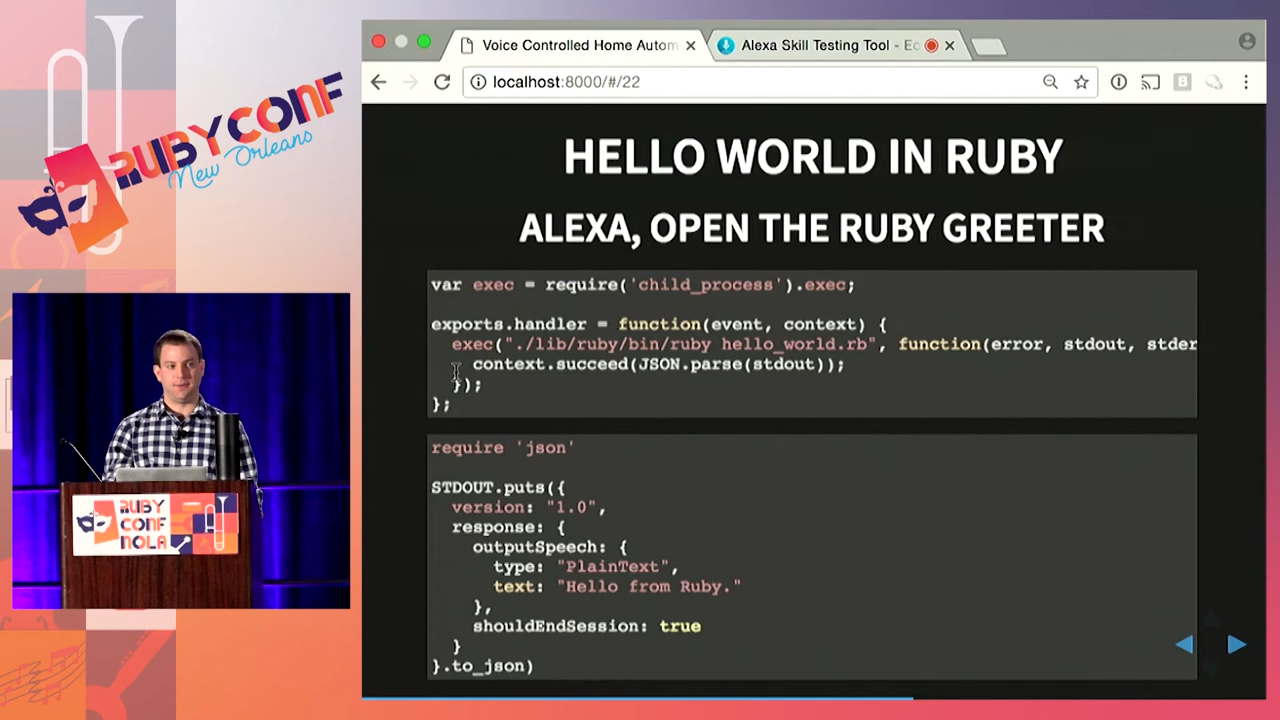 RUBYCONF
New Orleans
RUBY
CONF
NOLA
Voice Controlled Home Autom
Alexa Skill Testing Tool - Ec
localhost:8000/#/22
HELLO WORLD IN RUBY
ALEXA, OPEN THE RUBY GREETER
var exec = require('child_process').exec;
exports.handler = function(event, context) {
exec("./lib/ruby/bin/ruby hello_world.rb", function(error, stdout, stder
context.succeed(JSON.parse(stdout));
});
};
require 'json'
STDOUT.puts({
version: "1.0",
response: {
outputSpeech: {
type: "PlainText",
text: "Hello from Ruby."
},
shouldEndSession: true
}
}.to_json)